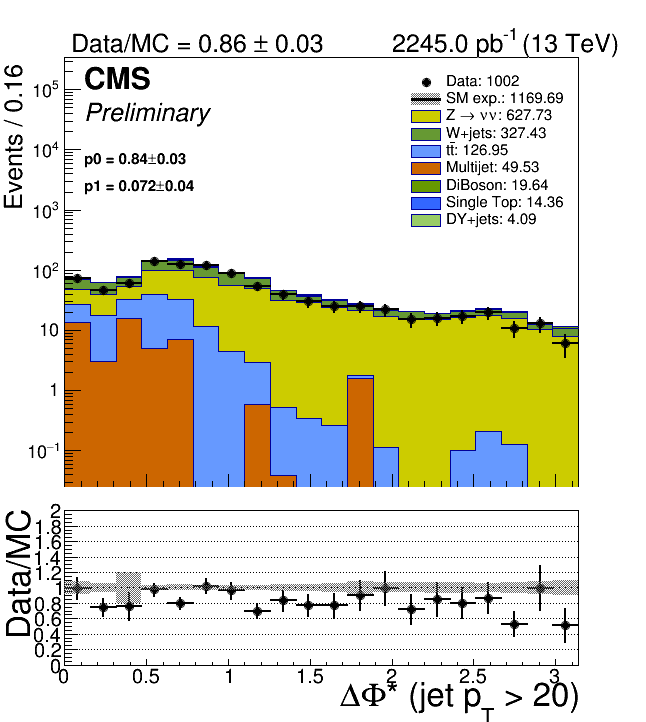 Data/MC = 0.86 ± 0.03
2245.0 pb⁻¹ (13 TeV)
CMS
Preliminary
p0 = 0.84±0.03
p1 = 0.072±0.04
Data: 1002
SM exp.: 1169.69
Z → νν: 627.73
W+jets: 327.43
tt̄: 126.95
Multijet: 49.53
DiBoson: 19.64
Single Top: 14.36
DY+jets: 4.09
Events / 0.16
10⁵
10⁴
10³
10²
10
1
10⁻¹
Data/MC
2
1.8
1.6
1.4
1.2
1
0.8
0.6
0.4
0.2
0
0 0.5 1 1.5 2 2.5 3
ΔΦ* (jet p_T > 20)